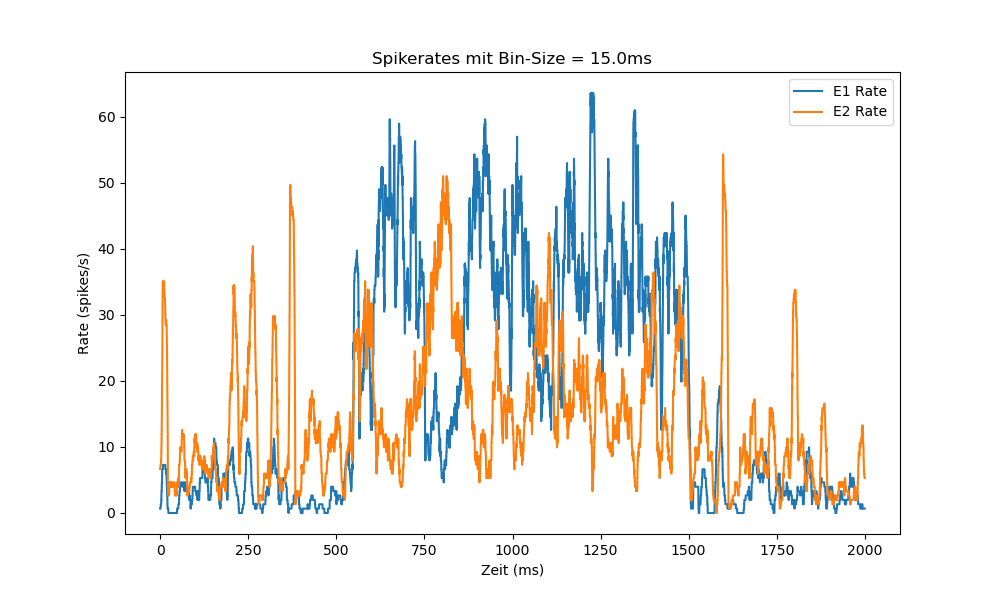 Spikerates mit Bin-Size = 15.0ms
E1 Rate
E2 Rate
Rate (spikes/s)
60
50
40
30
20
10
0
0 250 500 750 1000 1250 1500 1750 2000
Zeit (ms)